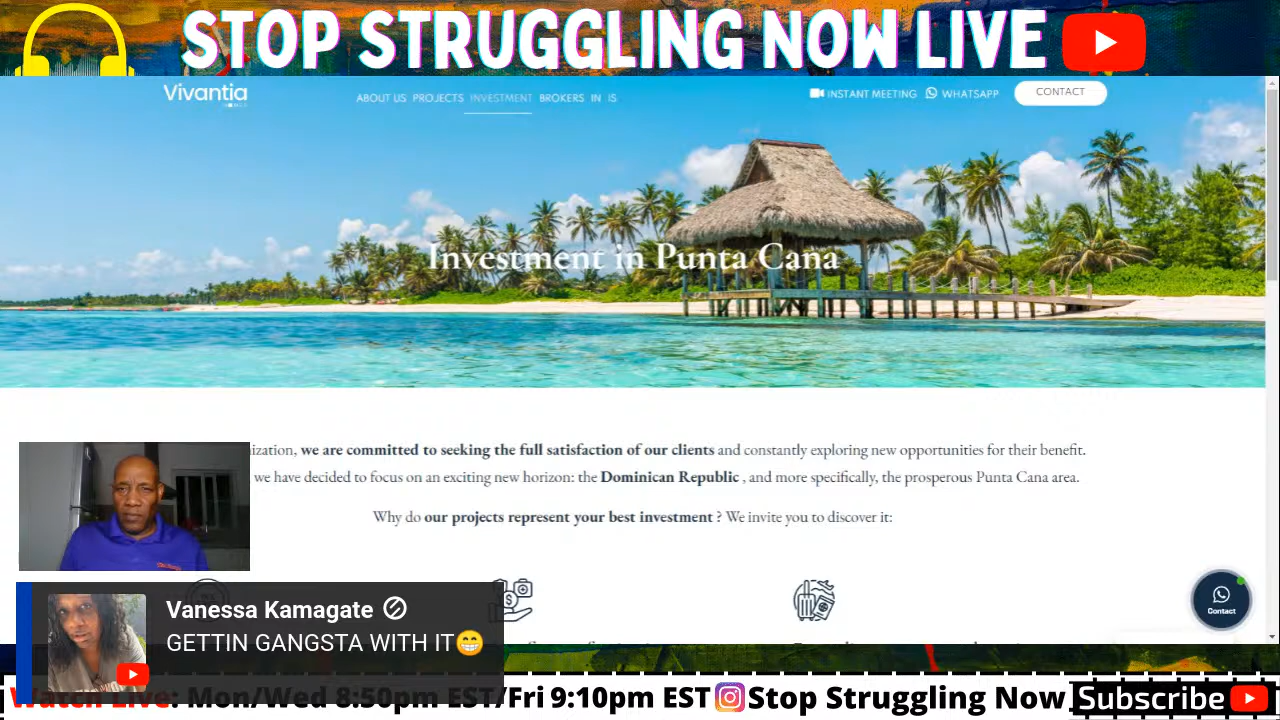 STOP STRUGGLING NOW LIVE
Vivantia
ABOUT US PROJECTS INVESTMENT BROKERS IN IS
INSTANT MEETING WHATSAPP CONTACT
Investment in Punta Cana
we are committed to seeking the full satisfaction of our clients and constantly exploring new opportunities for their benefit.
we have decided to focus on an exciting new horizon: the Dominican Republic , and more specifically, the prosperous Punta Cana area.
Why do our projects represent your best investment ? We invite you to discover it:
Contact
Vanessa Kamagate
GETTIN GANGSTA WITH IT😁
Watch Live: Mon/Wed 8:50pm EST/Fri 9:10pm EST Stop Struggling Now Subscribe